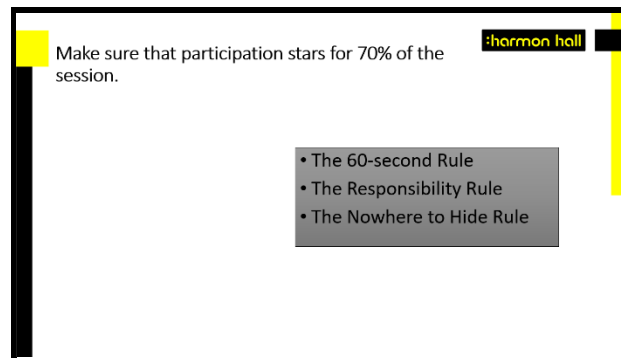 :harmon hall
Make sure that participation stars for 70% of the
session.
• The 60-second Rule
• The Responsibility Rule
• The Nowhere to Hide Rule